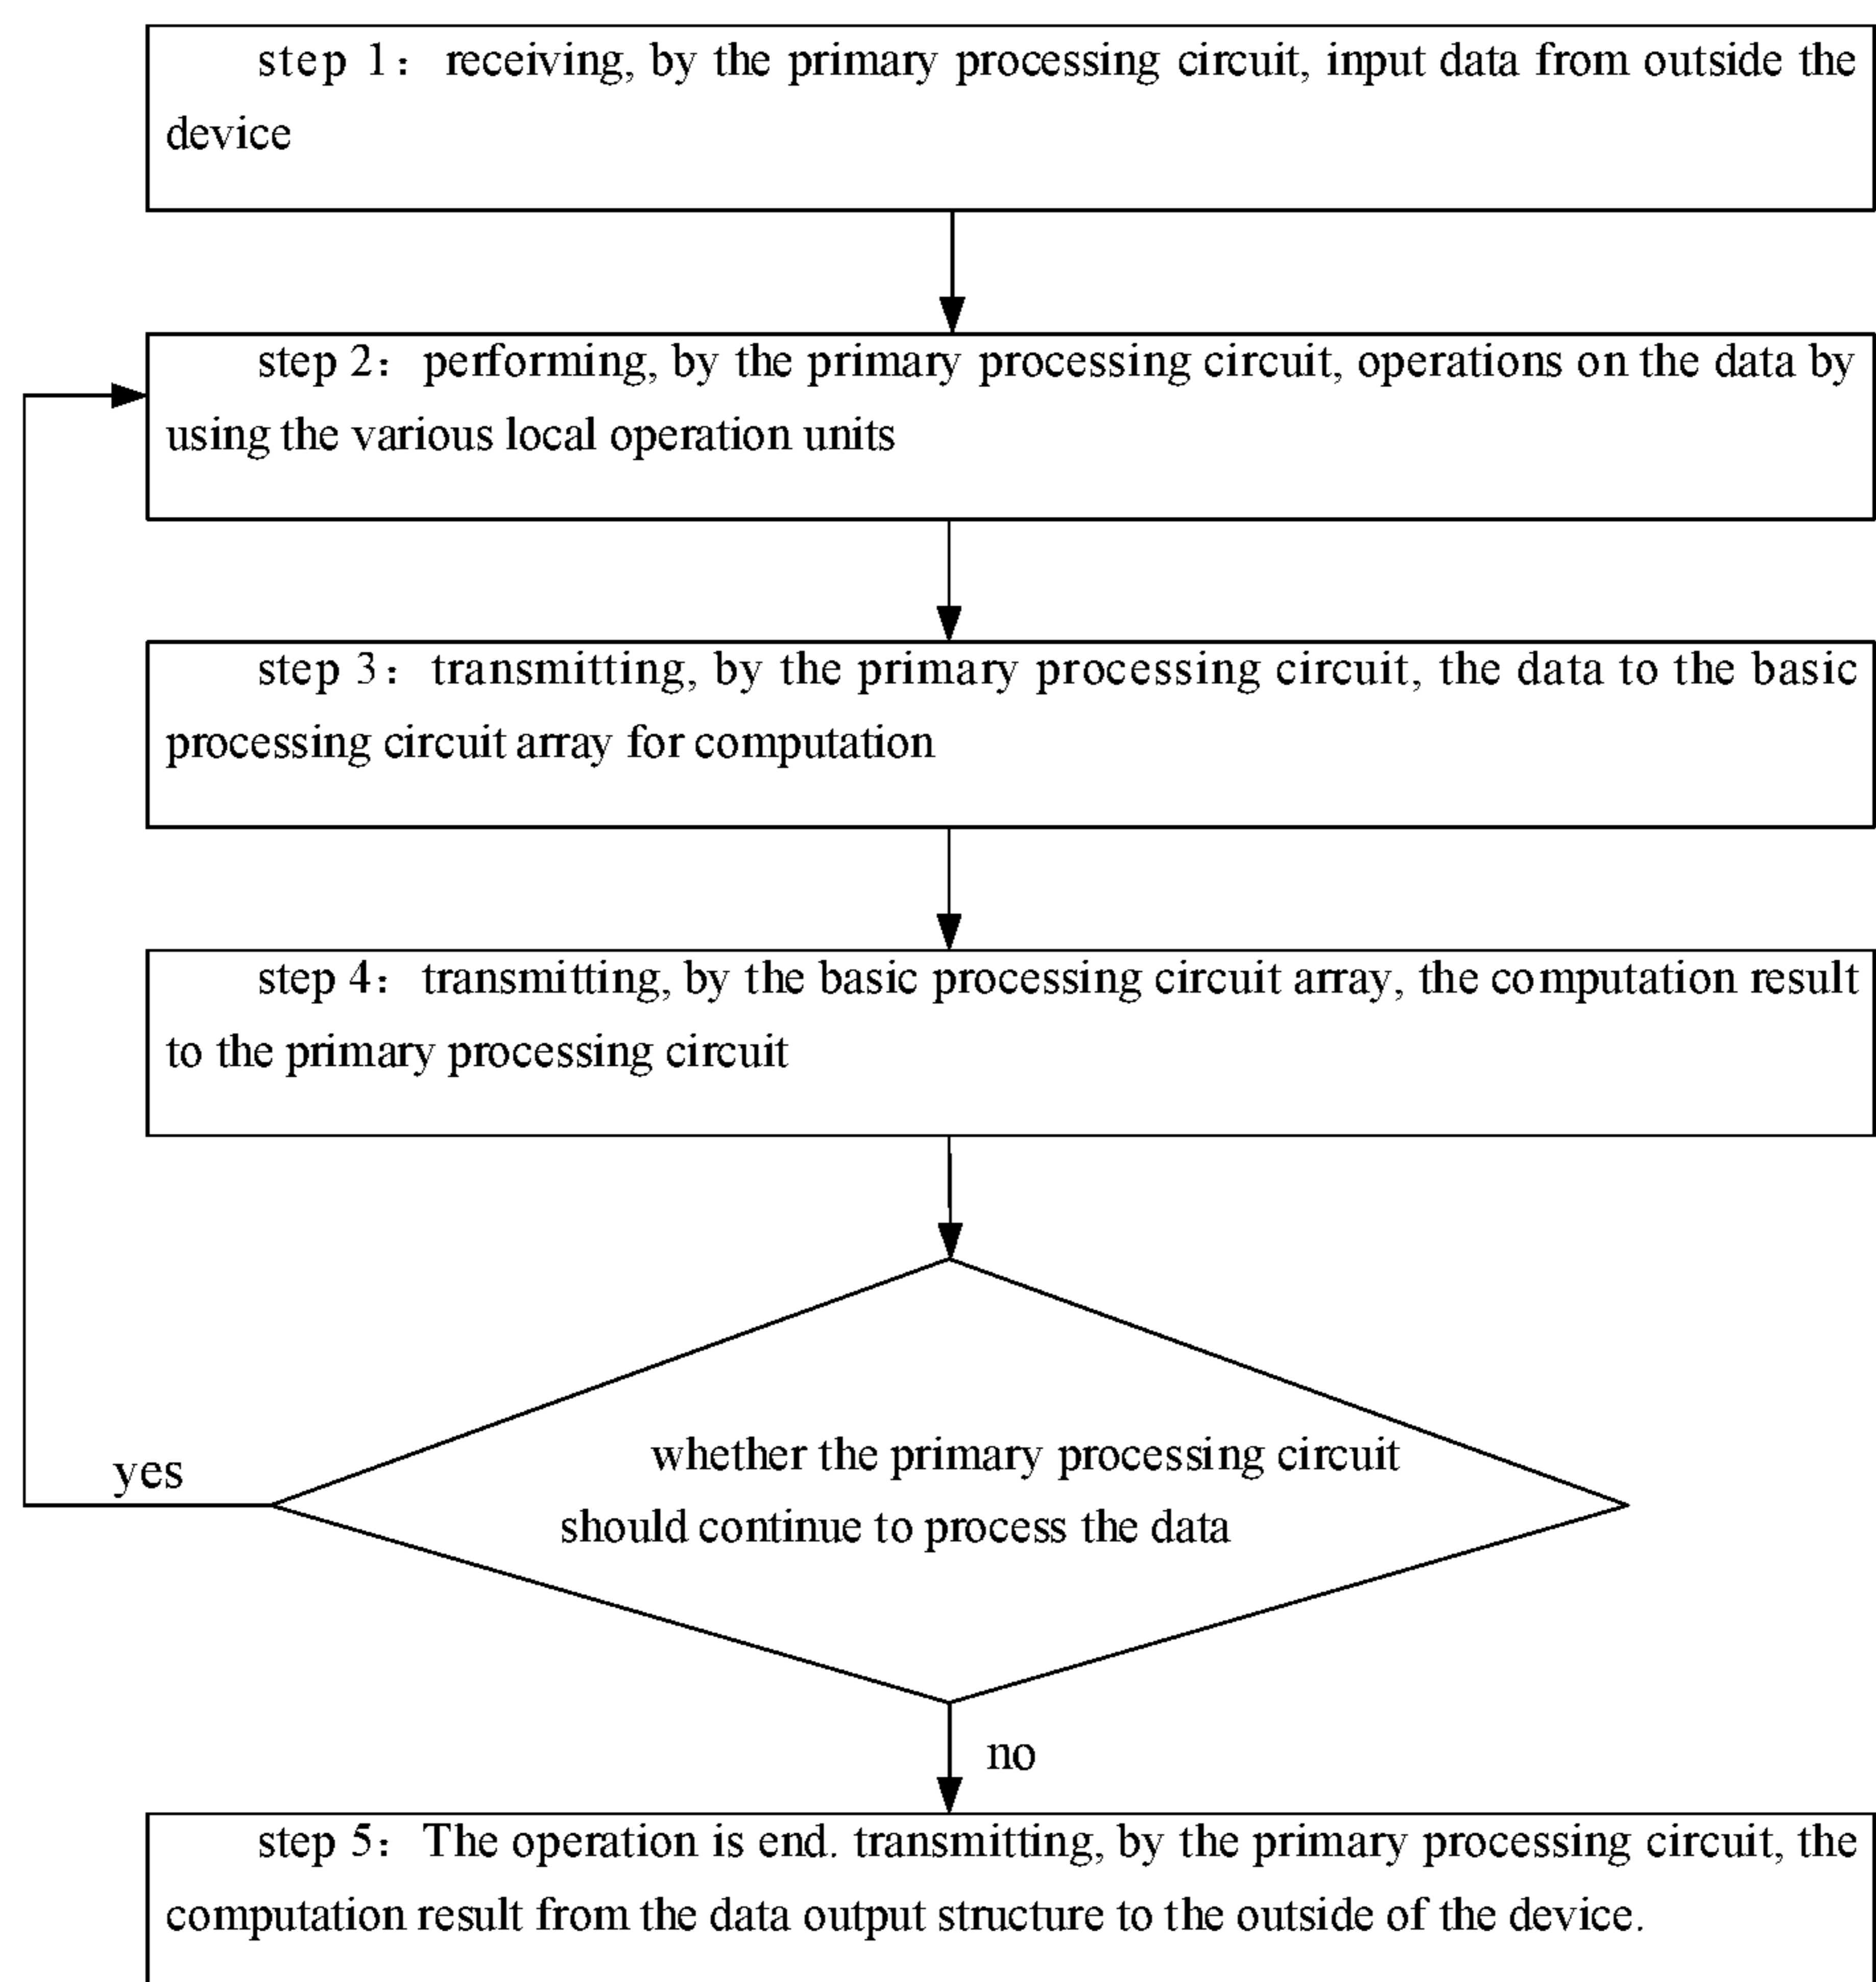 step 1： receiving, by the primary processing circuit, input data from outside the
device
step 2： performing, by the primary processing circuit, operations on the data by
using the various local operation units
step 3： transmitting, by the primary processing circuit, the data to the basic
processing circuit array for computation
step 4： transmitting, by the basic processing circuit array, the computation result
to the primary processing circuit
whether the primary processing circuit
should continue to process the data
yes
no
step 5： The operation is end. transmitting, by the primary processing circuit, the
computation result from the data output structure to the outside of the device.